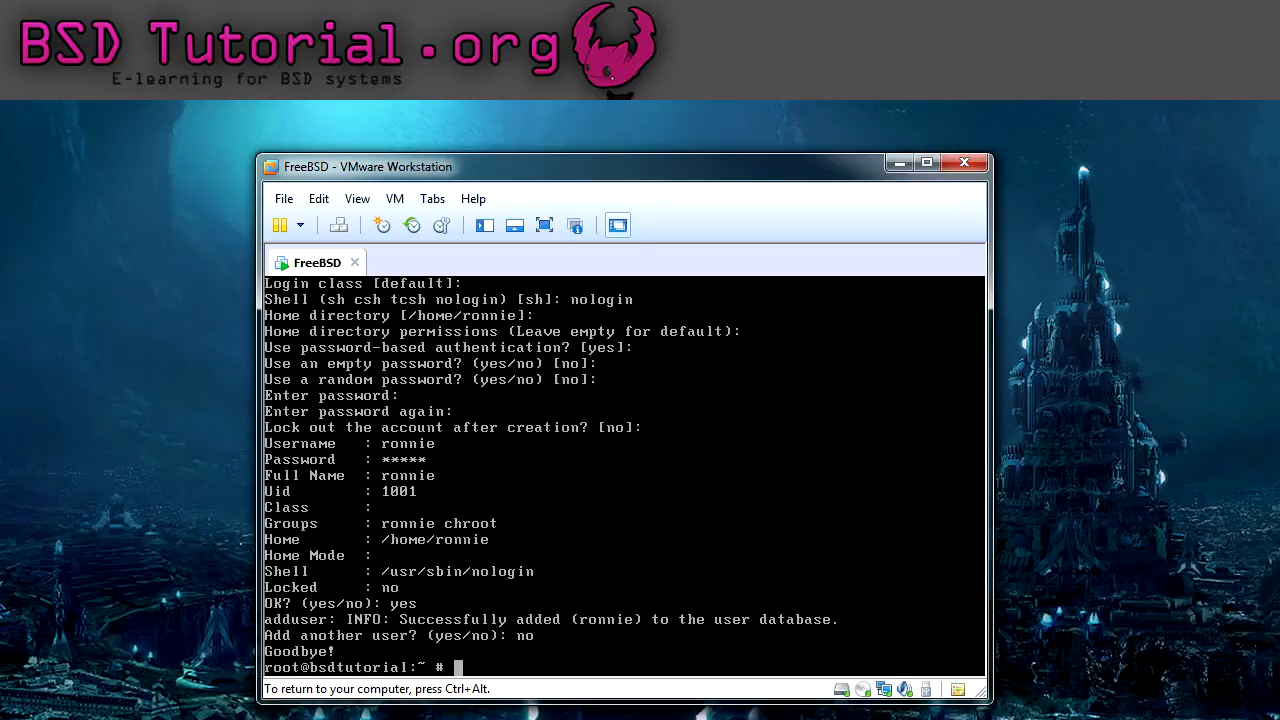 BSD Tutorial.org
E-learning for BSD systems
FreeBSD - VMware Workstation
File Edit View VM Tabs Help
FreeBSD
Login class [default]:
Shell (sh csh tcsh nologin) [sh]: nologin
Home directory [/home/ronnie]:
Home directory permissions (Leave empty for default):
Use password-based authentication? [yes]:
Use an empty password? (yes/no) [no]:
Use a random password? (yes/no) [no]:
Enter password:
Enter password again:
Lock out the account after creation? [no]:
Username : ronnie
Password : *****
Full Name : ronnie
Uid : 1001
Class :
Groups : ronnie chroot
Home : /home/ronnie
Home Mode :
Shell : /usr/sbin/nologin
Locked : no
OK? (yes/no): yes
adduser: INFO: Successfully added (ronnie) to the user database.
Add another user? (yes/no): no
Goodbye!
root@bsdtutorial:~ #
To return to your computer, press Ctrl+Alt.